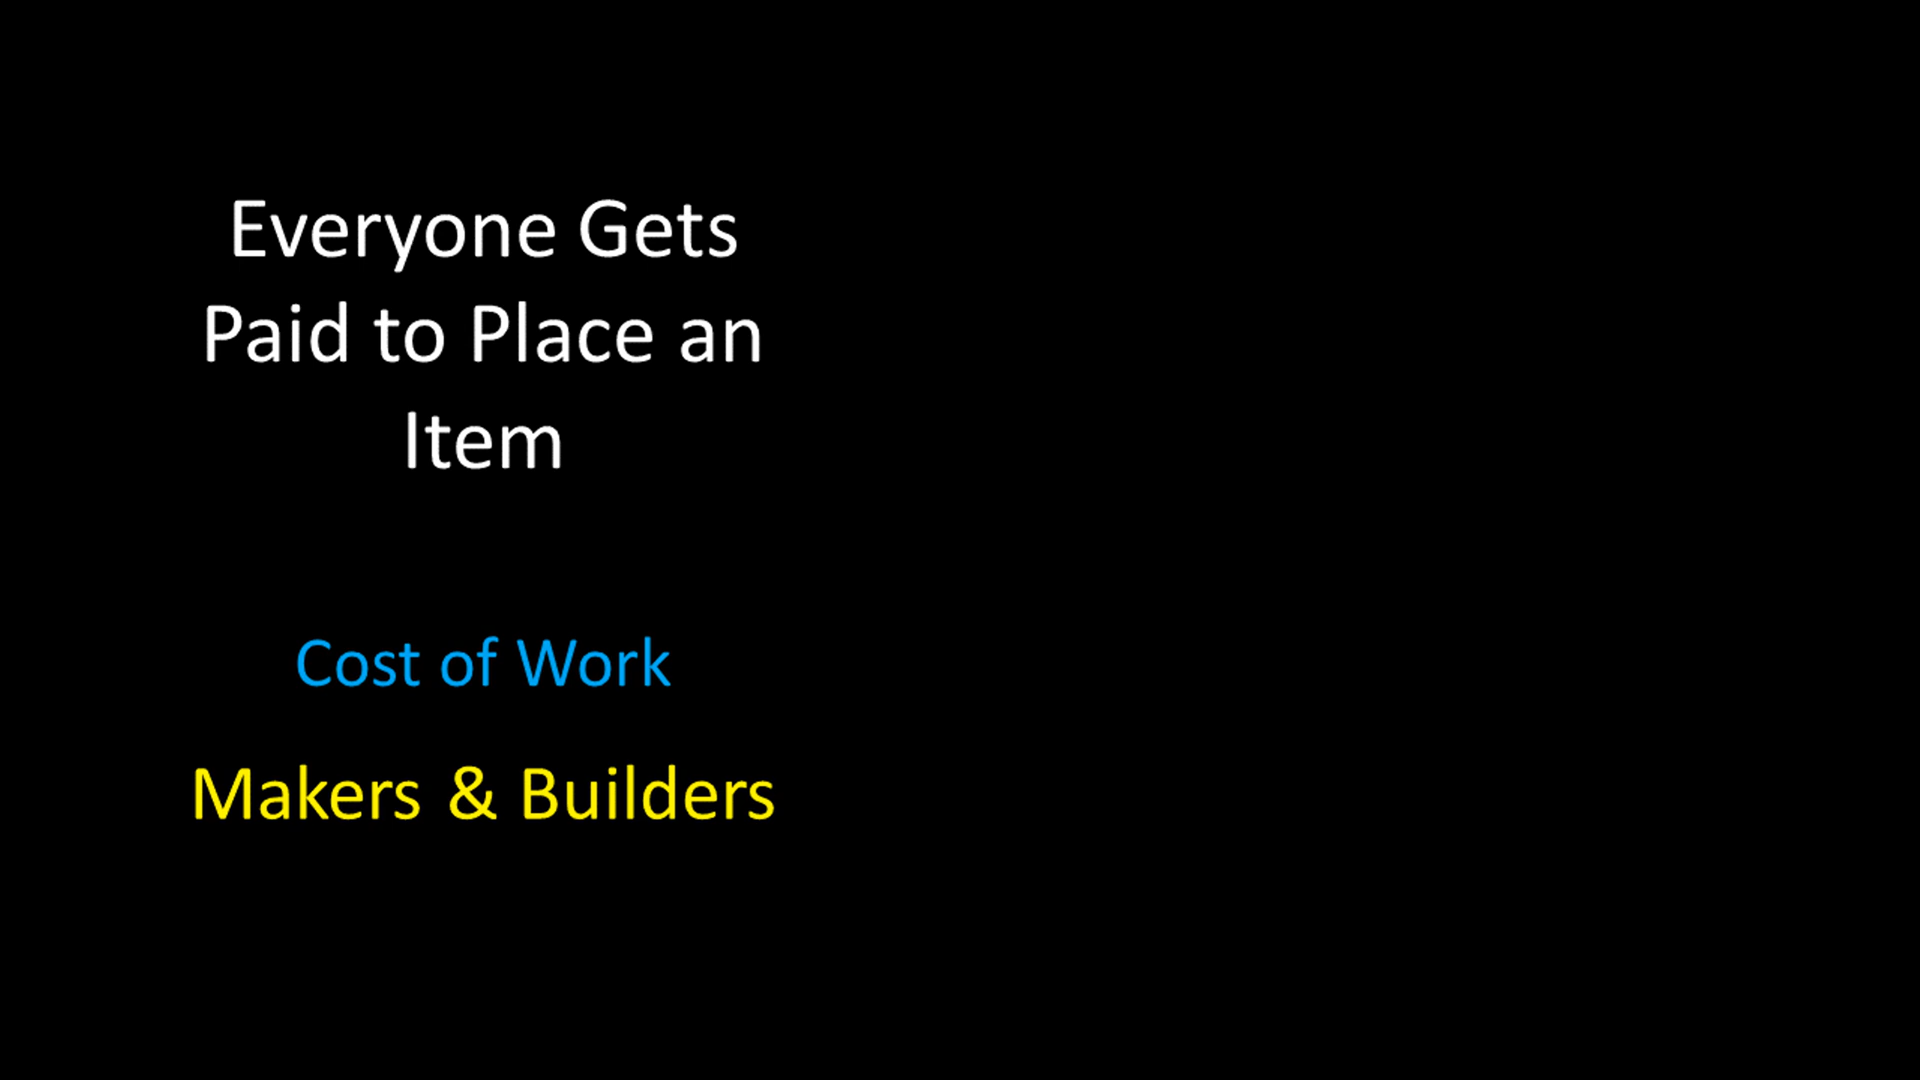 Everyone Gets
Paid to Place an
Item
Cost of Work
Makers & Builders